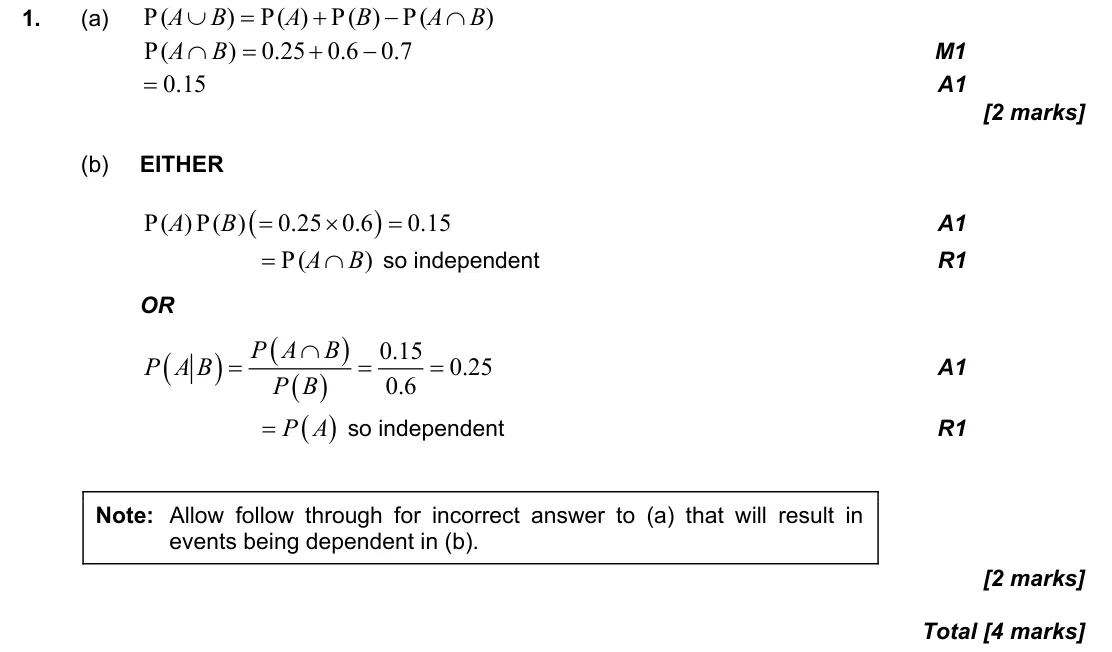 1. (a) P(A ∪ B) = P(A) + P(B) − P(A ∩ B)
P(A ∩ B) = 0.25 + 0.6 − 0.7 M1
= 0.15 A1
[2 marks]
(b) EITHER
P(A)P(B)(= 0.25 × 0.6) = 0.15 A1
= P(A ∩ B) so independent R1
OR
P(A|B) = P(A ∩ B)/P(B) = 0.15/0.6 = 0.25 A1
= P(A) so independent R1
Note: Allow follow through for incorrect answer to (a) that will result in
events being dependent in (b).
[2 marks]
Total [4 marks]